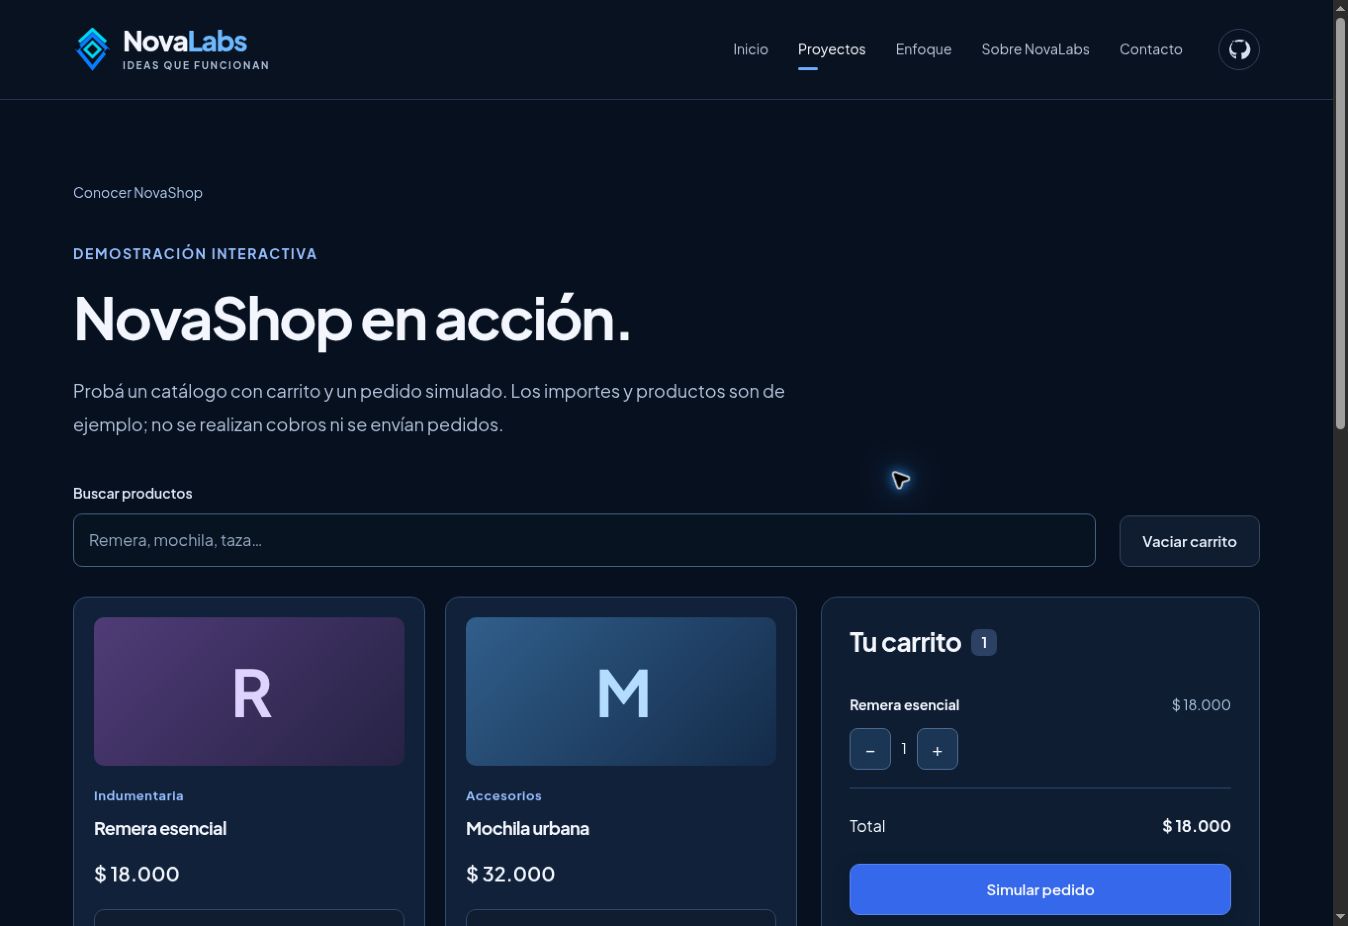 NovaLabs
IDEAS QUE FUNCIONAN
Inicio
Proyectos
Enfoque
Sobre NovaLabs
Contacto
Conocer NovaShop
DEMOSTRACIÓN INTERACTIVA
NovaShop en acción.
Probá un catálogo con carrito y un pedido simulado. Los importes y productos son de
ejemplo; no se realizan cobros ni se envían pedidos.
Buscar productos
Remera, mochila, taza…
Vaciar carrito
R
Indumentaria
Remera esencial
$ 18.000
M
Accesorios
Mochila urbana
$ 32.000
Tu carrito 1
Remera esencial $ 18.000
− 1 +
Total $ 18.000
Simular pedido